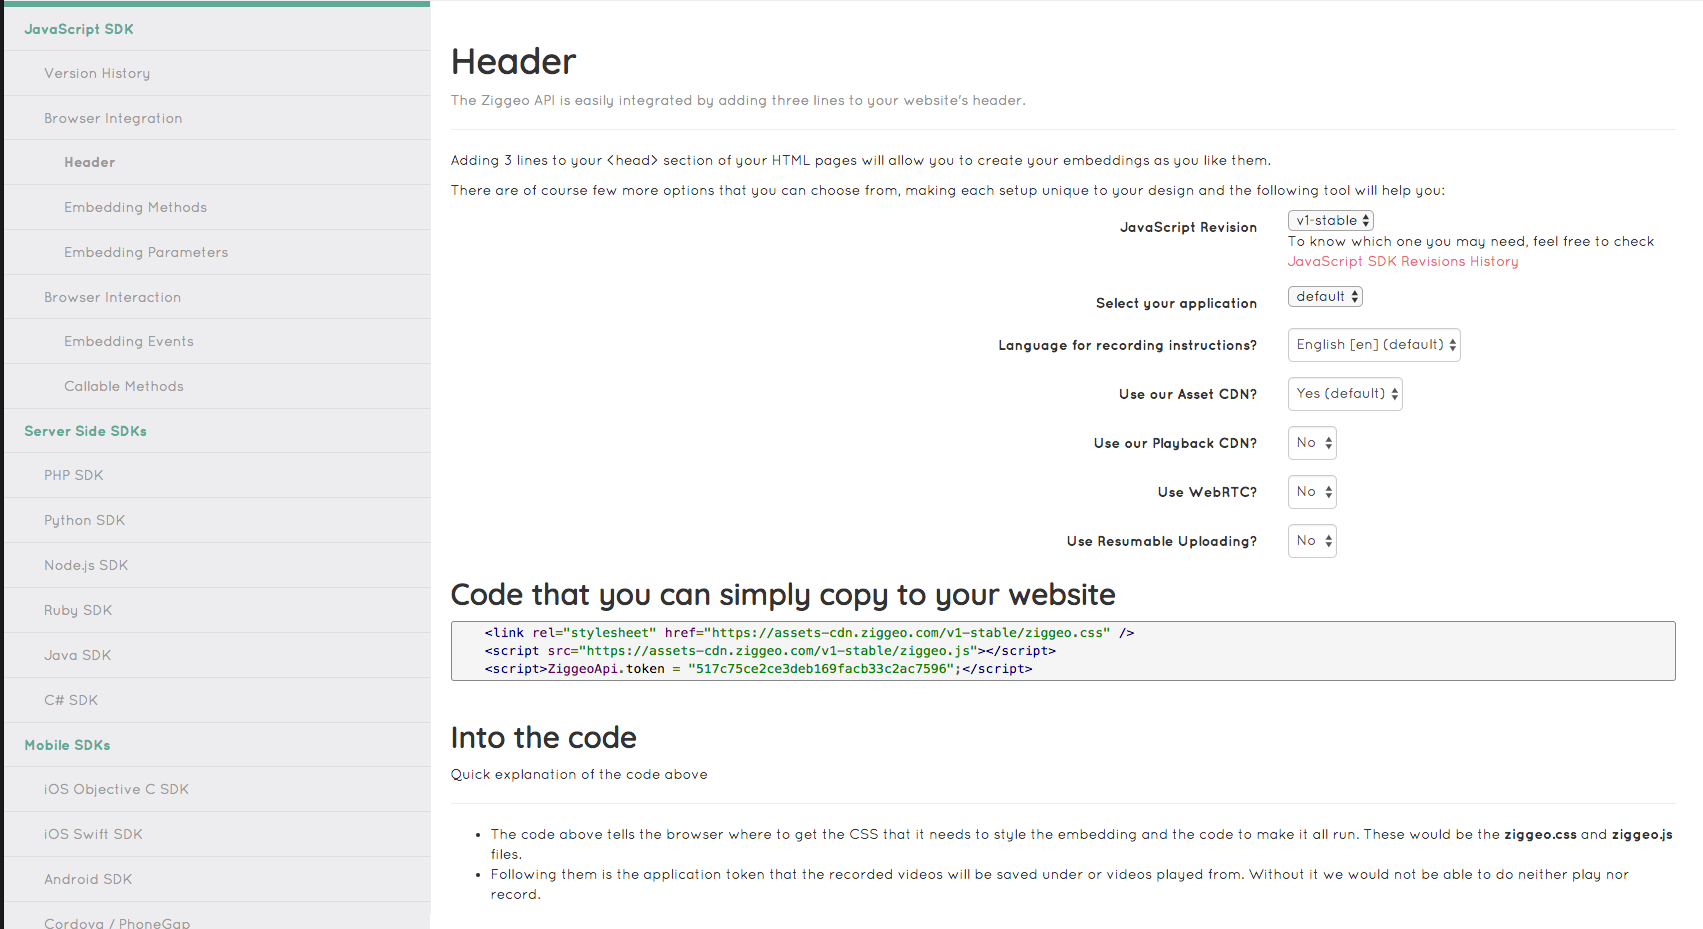 JavaScript SDK
Version History
Browser Integration
Header
Embedding Methods
Embedding Parameters
Browser Interaction
Embedding Events
Callable Methods
Server Side SDKs
PHP SDK
Python SDK
Node.js SDK
Ruby SDK
Java SDK
C# SDK
Mobile SDKs
iOS Objective C SDK
iOS Swift SDK
Android SDK
Cordova / PhoneGap
Header
The Ziggeo API is easily integrated by adding three lines to your website's header.
Adding 3 lines to your <head> section of your HTML pages will allow you to create your embeddings as you like them.
There are of course few more options that you can choose from, making each setup unique to your design and the following tool will help you:
JavaScript Revision
v1-stable
To know which one you may need, feel free to check
JavaScript SDK Revisions History
Select your application
default
Language for recording instructions?
English [en] (default)
Use our Asset CDN?
Yes (default)
Use our Playback CDN?
No
Use WebRTC?
No
Use Resumable Uploading?
No
Code that you can simply copy to your website
<link rel="stylesheet" href="https://assets-cdn.ziggeo.com/v1-stable/ziggeo.css" />
<script src="https://assets-cdn.ziggeo.com/v1-stable/ziggeo.js"></script>
<script>ZiggeoApi.token = "517c75ce2ce3deb169facb33c2ac7596";</script>
Into the code
Quick explanation of the code above
• The code above tells the browser where to get the CSS that it needs to style the embedding and the code to make it all run. These would be the ziggeo.css and ziggeo.js
files.
• Following them is the application token that the recorded videos will be saved under or videos played from. Without it we would not be able to do neither play nor
record.